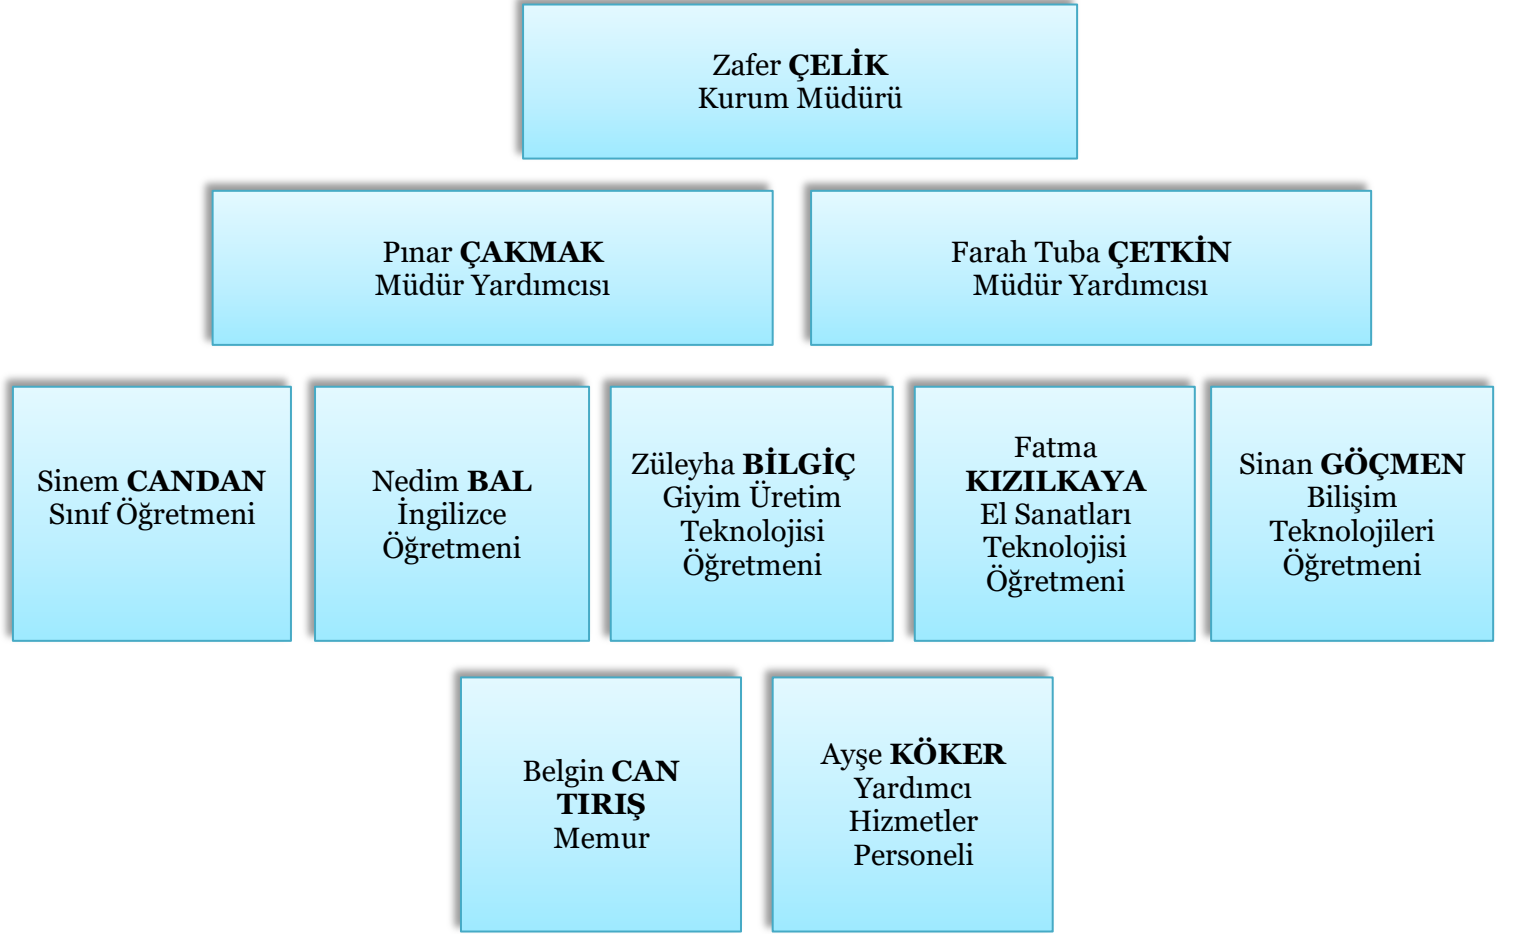 Zafer ÇELİK
Kurum Müdürü
Pınar ÇAKMAK
Müdür Yardımcısı
Farah Tuba ÇETKİN
Müdür Yardımcısı
Sinem CANDAN
Sınıf Öğretmeni
Nedim BAL
İngilizce
Öğretmeni
Züleyha BİLGİÇ
Giyim Üretim
Teknolojisi
Öğretmeni
Fatma
KIZILKAYA
El Sanatları
Teknolojisi
Öğretmeni
Sinan GÖÇMEN
Bilişim
Teknolojileri
Öğretmeni
Belgin CAN
TIRIŞ
Memur
Ayşe KÖKER
Yardımcı
Hizmetler
Personeli